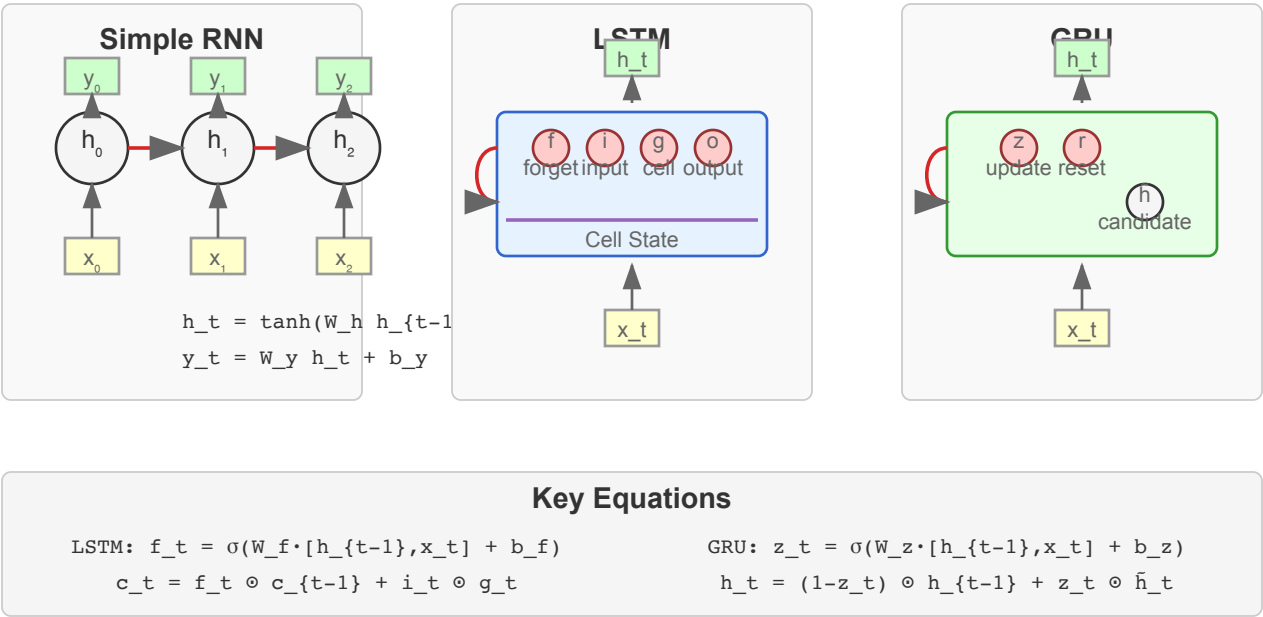 Simple RNN
y₀ y₁ y₂
h₀ h₁ h₂
x₀ x₁ x₂
h_t = tanh(W_h h_{t-1
y_t = W_y h_t + b_y
LSTM
h_t
f i g o
forget input cell output
Cell State
x_t
GRU
h_t
z r
update reset
h
candidate
x_t
Key Equations
LSTM: f_t = σ(W_f·[h_{t-1},x_t] + b_f)
c_t = f_t ⊙ c_{t-1} + i_t ⊙ g_t
GRU: z_t = σ(W_z·[h_{t-1},x_t] + b_z)
h_t = (1-z_t) ⊙ h_{t-1} + z_t ⊙ h̃_t